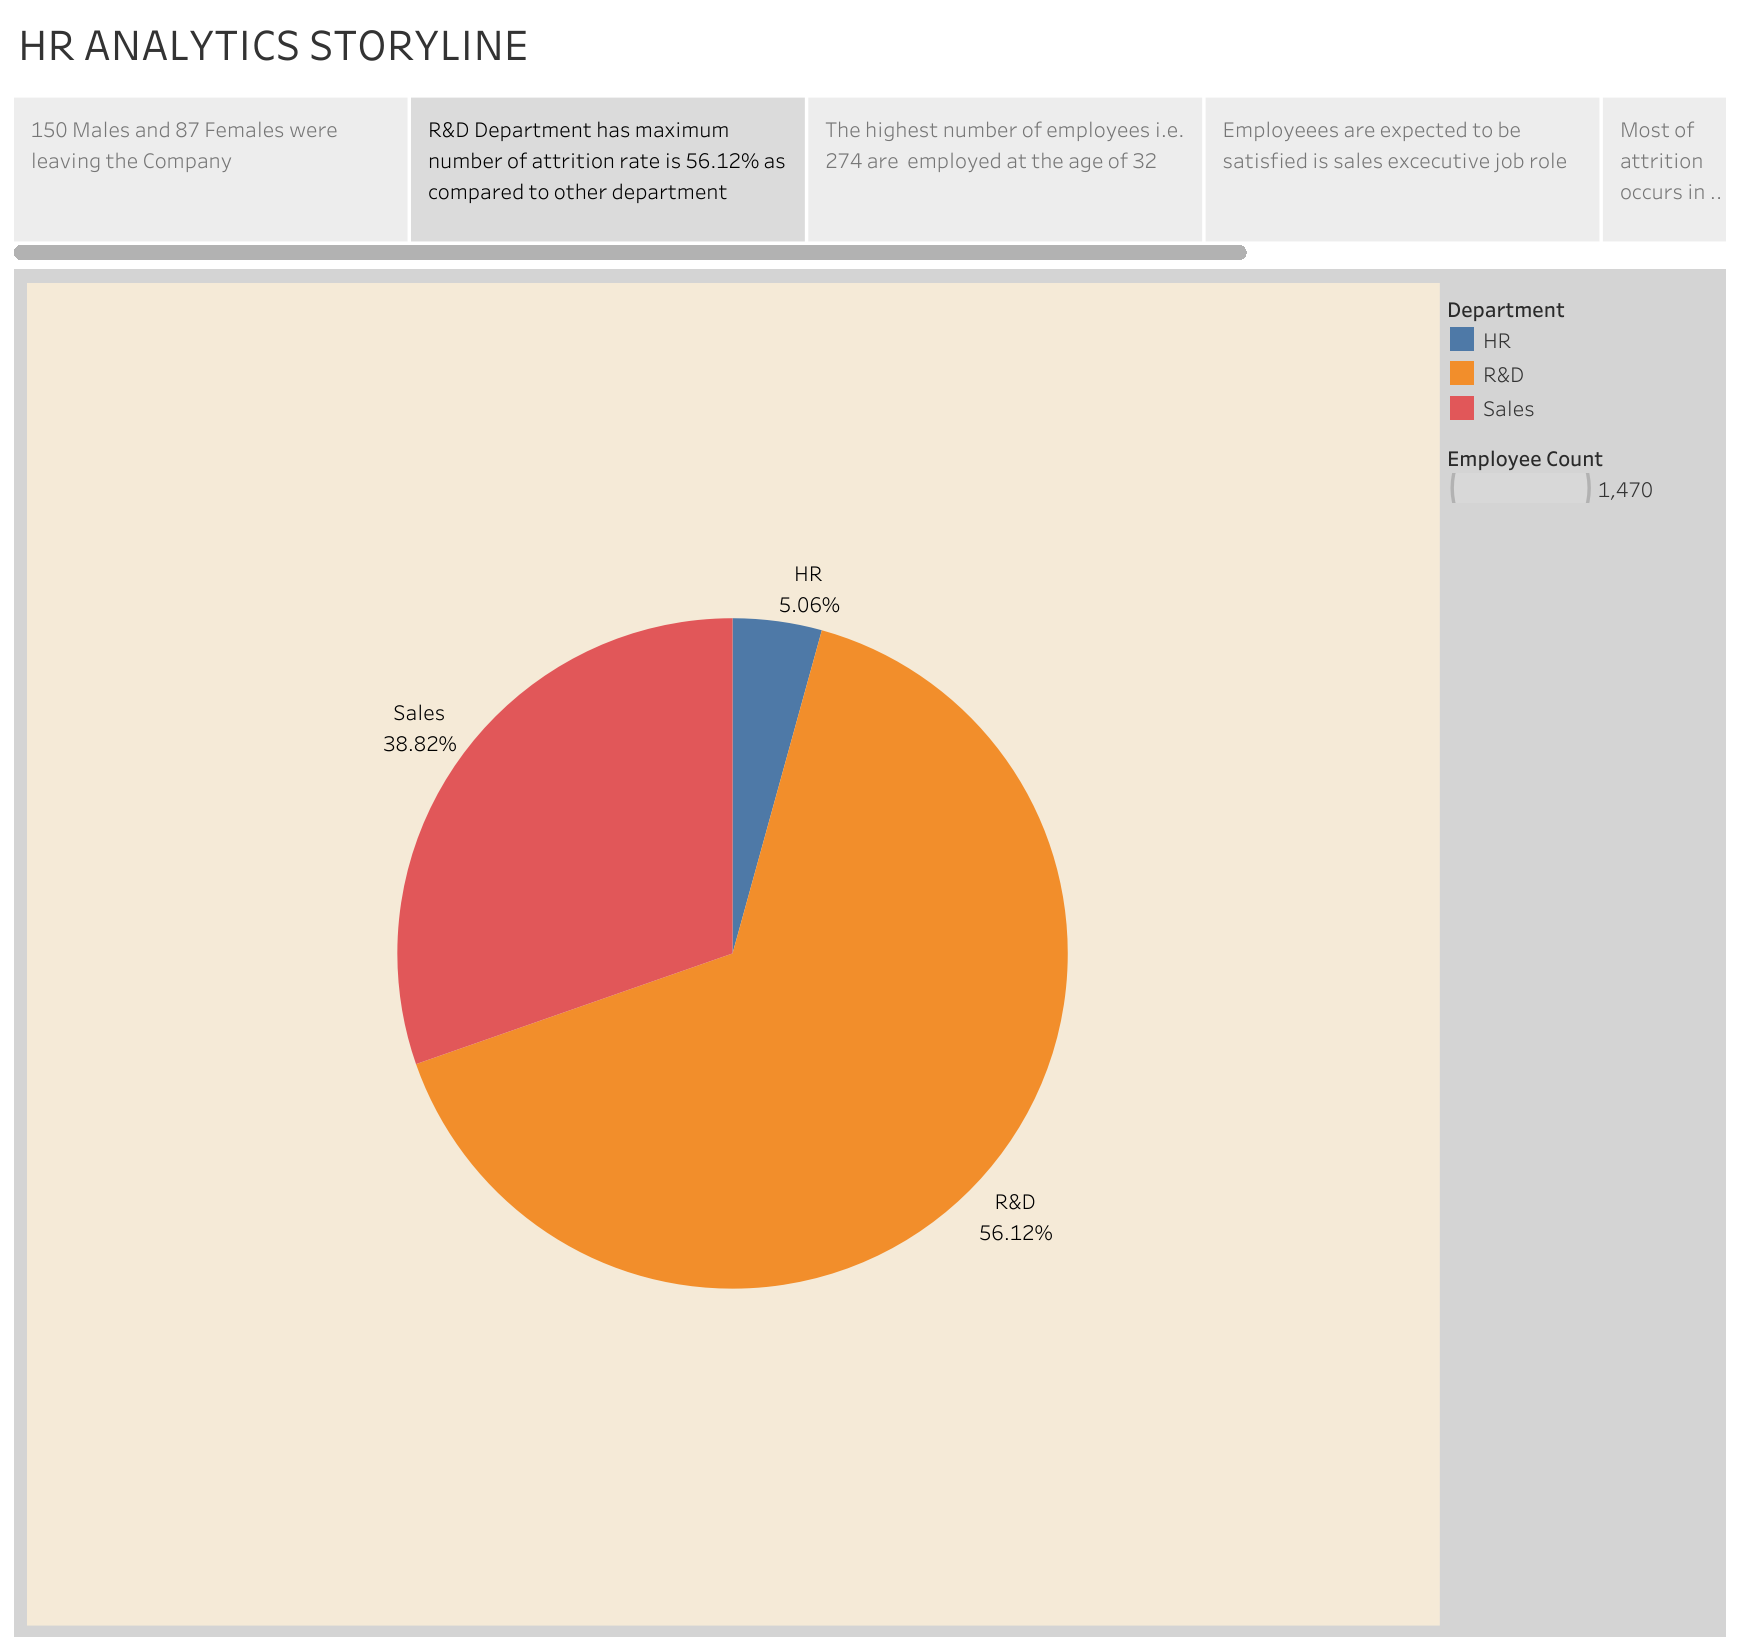 HR ANALYTICS STORYLINE
150 Males and 87 Females were
leaving the Company
R&D Department has maximum
number of attrition rate is 56.12% as
compared to other department
The highest number of employees i.e.
274 are  employed at the age of 32
Employeees are expected to be
satisfied is sales excecutive job role
Most of
attrition
occurs in ..
Department
HR
R&D
Sales
Employee Count
1,470
HR
5.06%
Sales
38.82%
R&D
56.12%